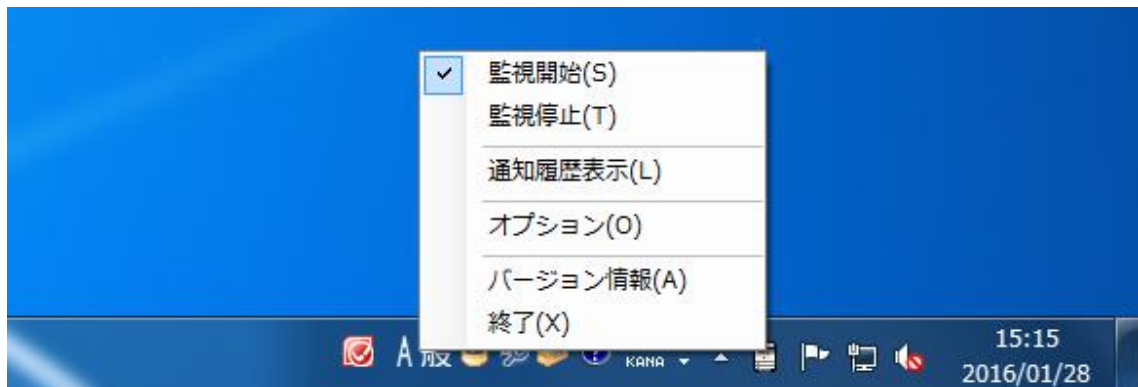 監視開始(S)
監視停止(T)
通知履歴表示(L)
オプション(O)
バージョン情報(A)
終了(X)
A 般
KANA
15:15
2016/01/28